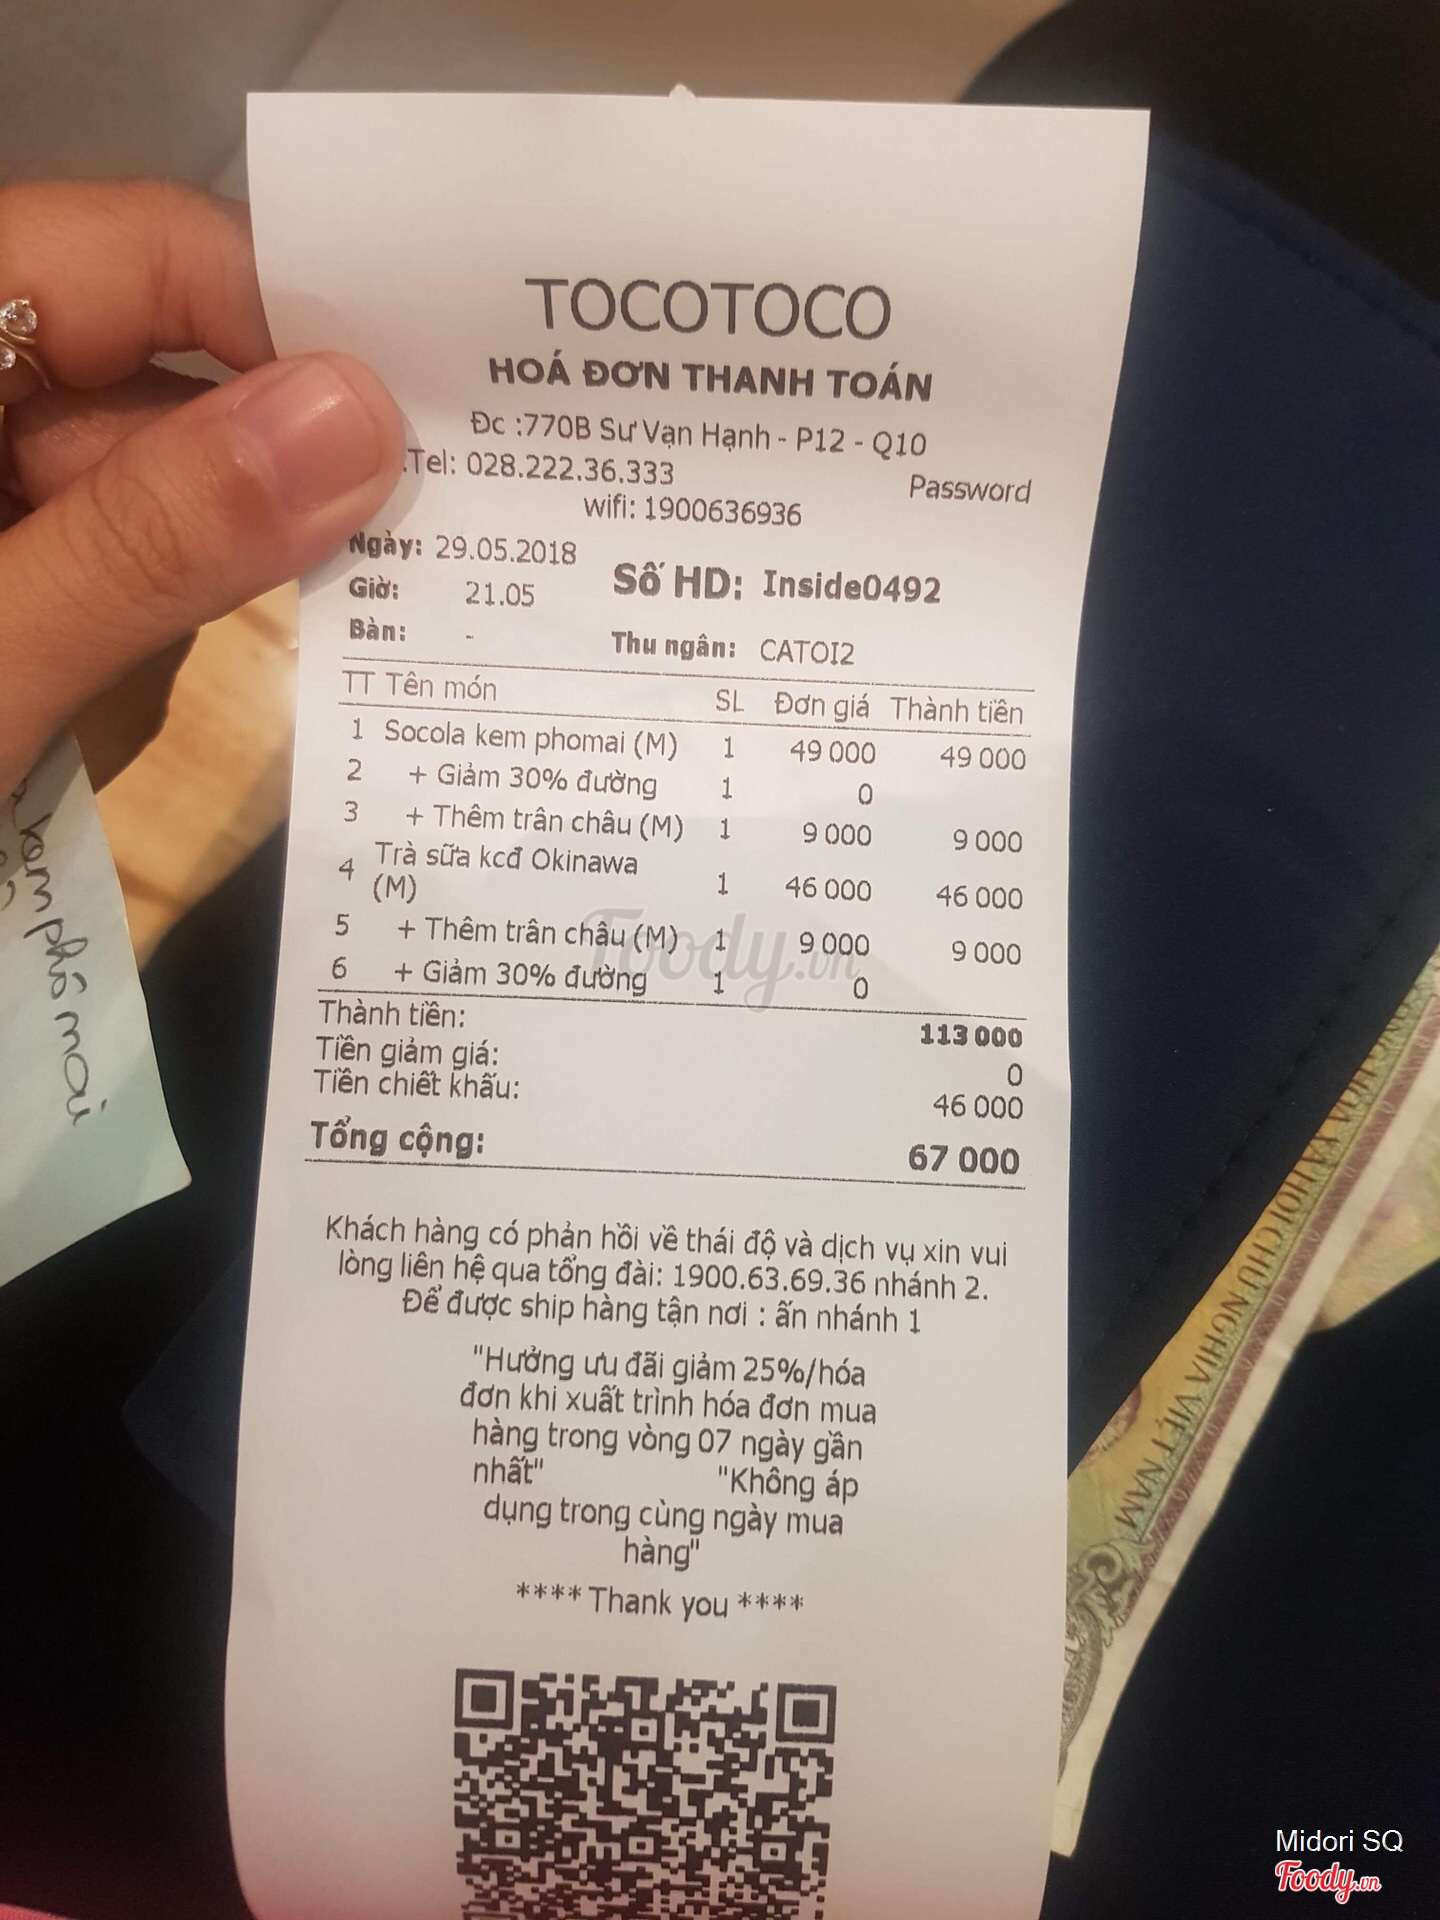 TOCOTOCO
HOÁ ĐƠN THANH TOÁN
Đc :770B Sư Vạn Hạnh - P12 - Q10
.Tel: 028.222.36.333 Password
wifi: 1900636936
Ngày: 29.05.2018 Số HD: Inside0492
Giờ: 21.05
Bàn: - Thu ngân: CATOI2
TT Tên món SL Đơn giá Thành tiền
1 Socola kem phomai (M) 1 49 000 49 000
2 + Giảm 30% đường 1 0
3 + Thêm trân châu (M) 1 9 000 9 000
4 Trà sữa kcđ Okinawa (M) 1 46 000 46 000
5 + Thêm trân châu (M) 1 9 000 9 000
6 + Giảm 30% đường 1 0
Thành tiền: 113 000
Tiền giảm giá: 0
Tiền chiết khấu: 46 000
Tổng cộng: 67 000
Khách hàng có phản hồi về thái độ và dịch vụ xin vui
lòng liên hệ qua tổng đài: 1900.63.69.36 nhánh 2.
Để được ship hàng tận nơi : ấn nhánh 1
"Hưởng ưu đãi giảm 25%/hóa
đơn khi xuất trình hóa đơn mua
hàng trong vòng 07 ngày gần
nhất" "Không áp
dụng trong cùng ngày mua
hàng"
**** Thank you ****
kem phô mai
NGHĨA VIỆT NAM
Foody.vn
Midori SQ
Foody.vn